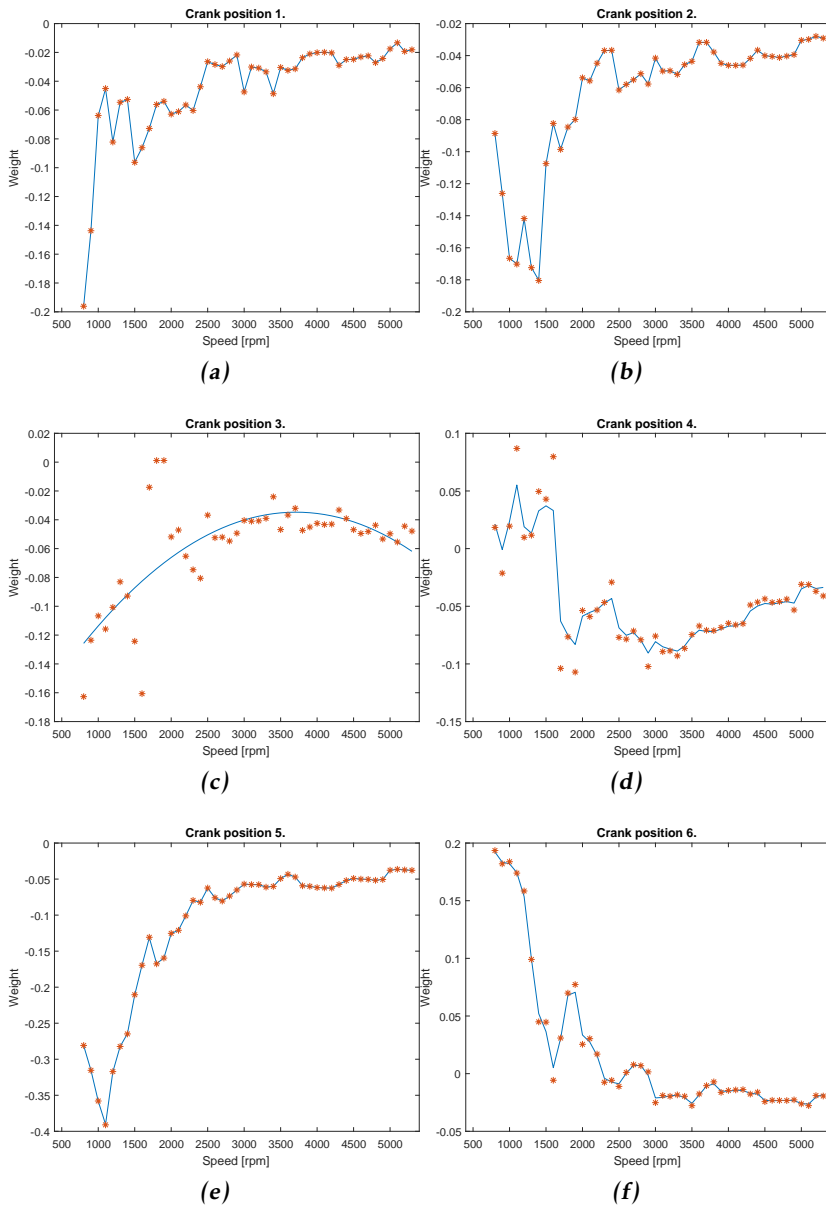 Crank position 1.
0
-0.02
-0.04
-0.06
-0.08
-0.1
-0.12
-0.14
-0.16
-0.18
-0.2
Weight
500 1000 1500 2000 2500 3000 3500 4000 4500 5000
Speed [rpm]
(a)
Crank position 2.
-0.02
-0.04
-0.06
-0.08
-0.1
-0.12
-0.14
-0.16
-0.18
-0.2
Weight
500 1000 1500 2000 2500 3000 3500 4000 4500 5000
Speed [rpm]
(b)
Crank position 3.
0.02
0
-0.02
-0.04
-0.06
-0.08
-0.1
-0.12
-0.14
-0.16
-0.18
Weight
500 1000 1500 2000 2500 3000 3500 4000 4500 5000
Speed [rpm]
(c)
Crank position 4.
0.1
0.05
0
-0.05
-0.1
-0.15
Weight
500 1000 1500 2000 2500 3000 3500 4000 4500 5000
Speed [rpm]
(d)
Crank position 5.
0
-0.05
-0.1
-0.15
-0.2
-0.25
-0.3
-0.35
-0.4
Weight
500 1000 1500 2000 2500 3000 3500 4000 4500 5000
Speed [rpm]
(e)
Crank position 6.
0.2
0.15
0.1
0.05
0
-0.05
Weight
500 1000 1500 2000 2500 3000 3500 4000 4500 5000
Speed [rpm]
(f)